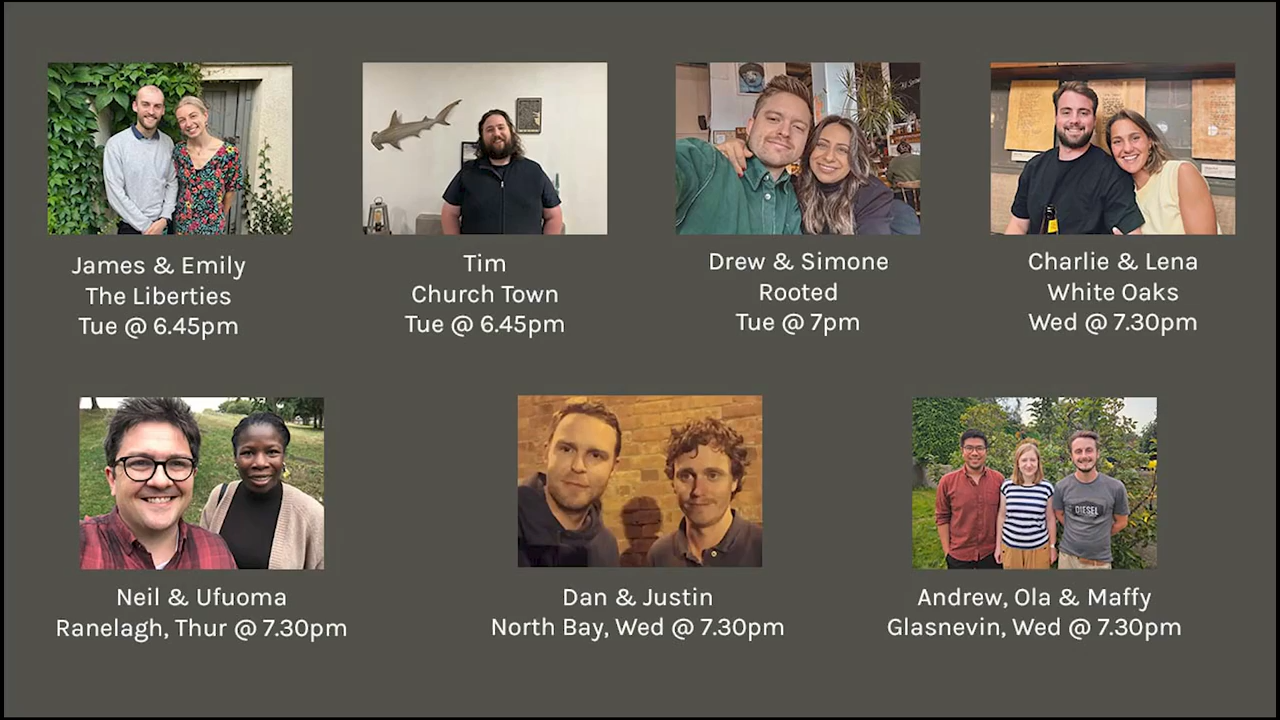 James & Emily
The Liberties
Tue @ 6.45pm
Tim
Church Town
Tue @ 6.45pm
Drew & Simone
Rooted
Tue @ 7pm
Charlie & Lena
White Oaks
Wed @ 7.30pm
Neil & Ufuoma
Ranelagh, Thur @ 7.30pm
Dan & Justin
North Bay, Wed @ 7.30pm
DIESEL
Andrew, Ola & Maffy
Glasnevin, Wed @ 7.30pm